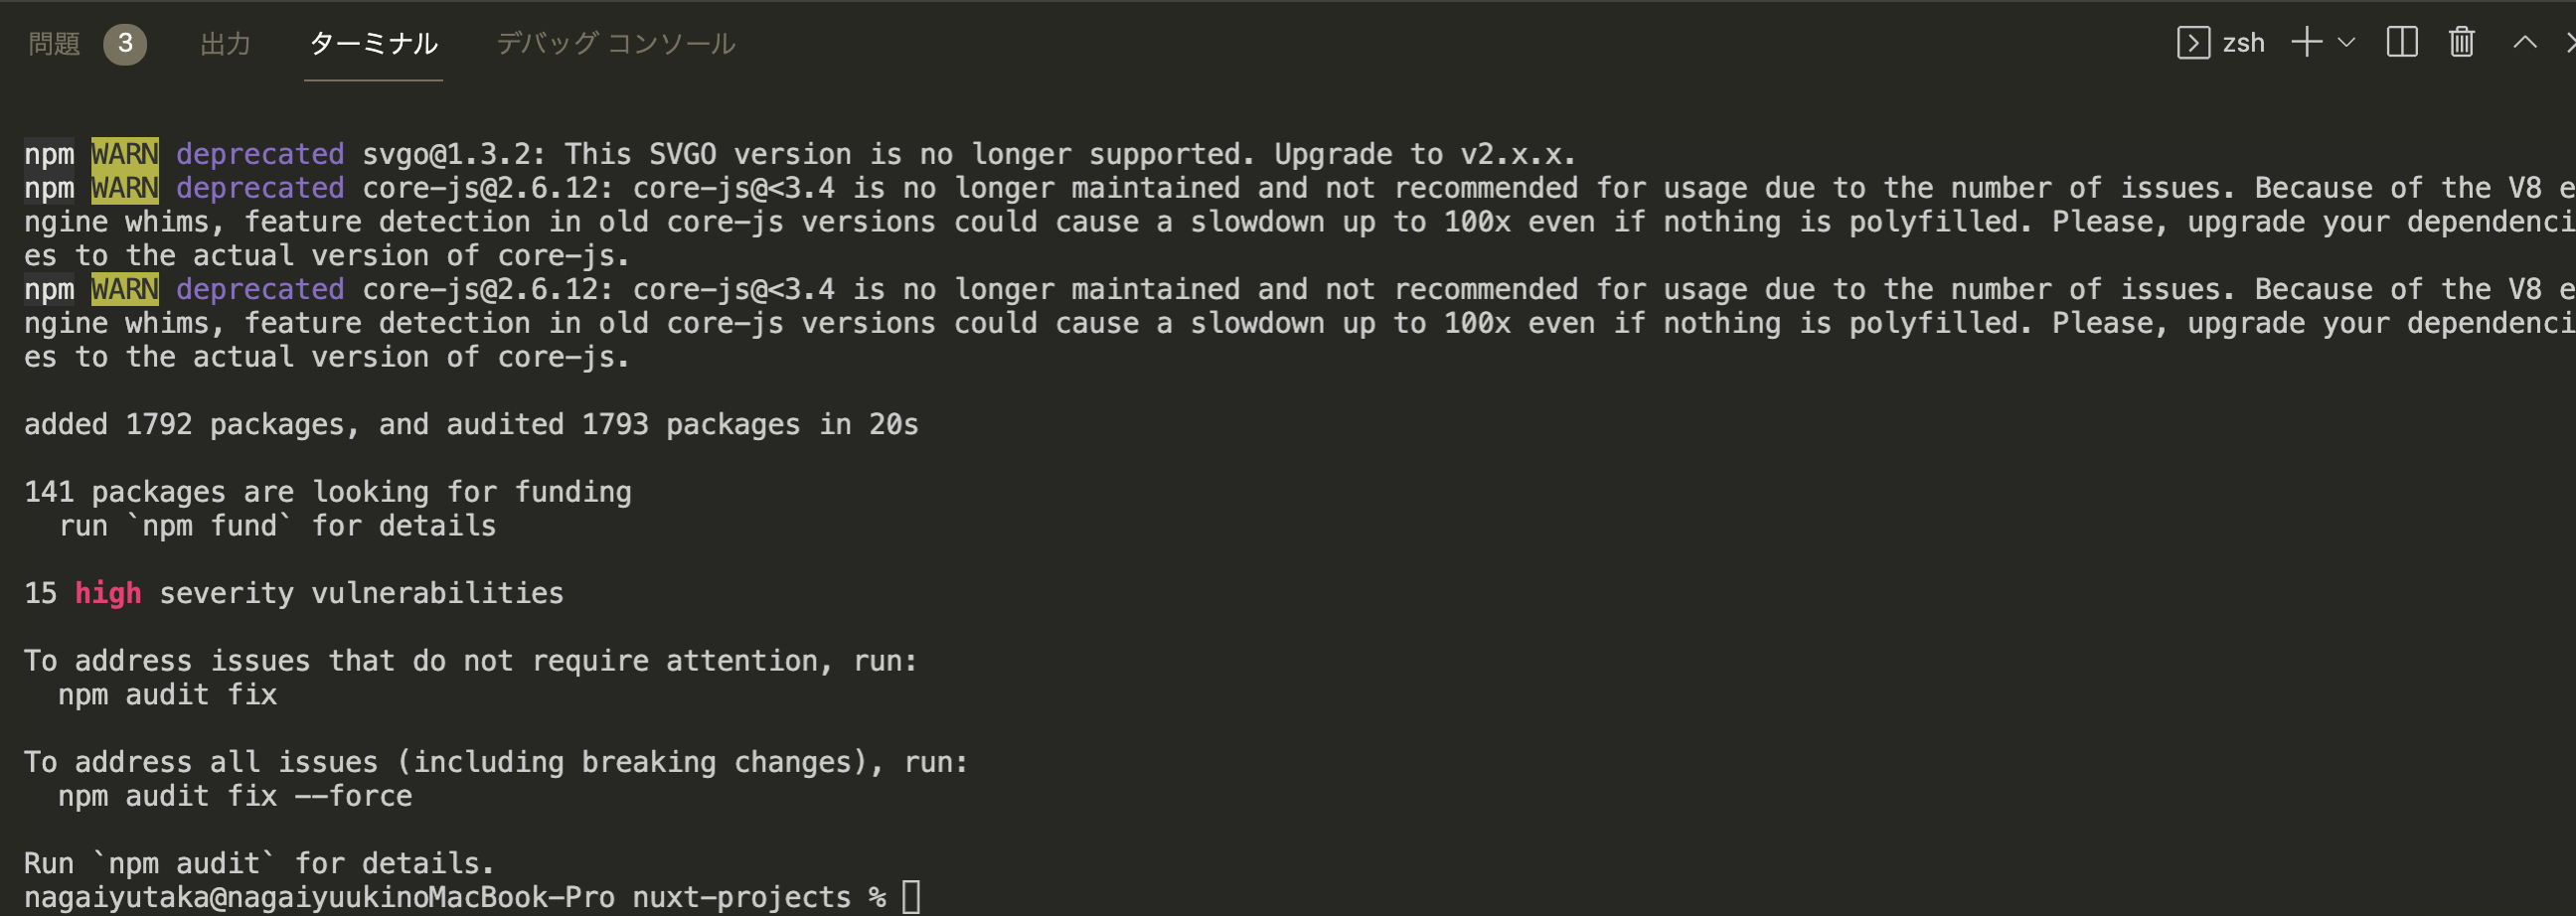 問題 3 出力 ターミナル デバッグ コンソール zsh
npm WARN deprecated svgo@1.3.2: This SVGO version is no longer supported. Upgrade to v2.x.x.
npm WARN deprecated core-js@2.6.12: core-js@<3.4 is no longer maintained and not recommended for usage due to the number of issues. Because of the V8 e
ngine whims, feature detection in old core-js versions could cause a slowdown up to 100x even if nothing is polyfilled. Please, upgrade your dependenci
es to the actual version of core-js.
npm WARN deprecated core-js@2.6.12: core-js@<3.4 is no longer maintained and not recommended for usage due to the number of issues. Because of the V8 e
ngine whims, feature detection in old core-js versions could cause a slowdown up to 100x even if nothing is polyfilled. Please, upgrade your dependenci
es to the actual version of core-js.
added 1792 packages, and audited 1793 packages in 20s
141 packages are looking for funding
  run `npm fund` for details
15 high severity vulnerabilities
To address issues that do not require attention, run:
  npm audit fix
To address all issues (including breaking changes), run:
  npm audit fix --force
Run `npm audit` for details.
nagaiyutaka@nagaiyuukinoMacBook-Pro nuxt-projects %